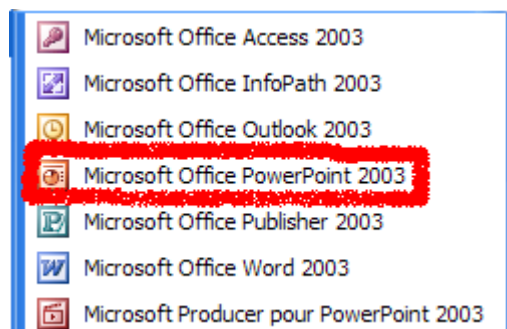 Microsoft Office Access 2003
Microsoft Office InfoPath 2003
Microsoft Office Outlook 2003
Microsoft Office PowerPoint 2003
Microsoft Office Publisher 2003
Microsoft Office Word 2003
Microsoft Producer pour PowerPoint 2003